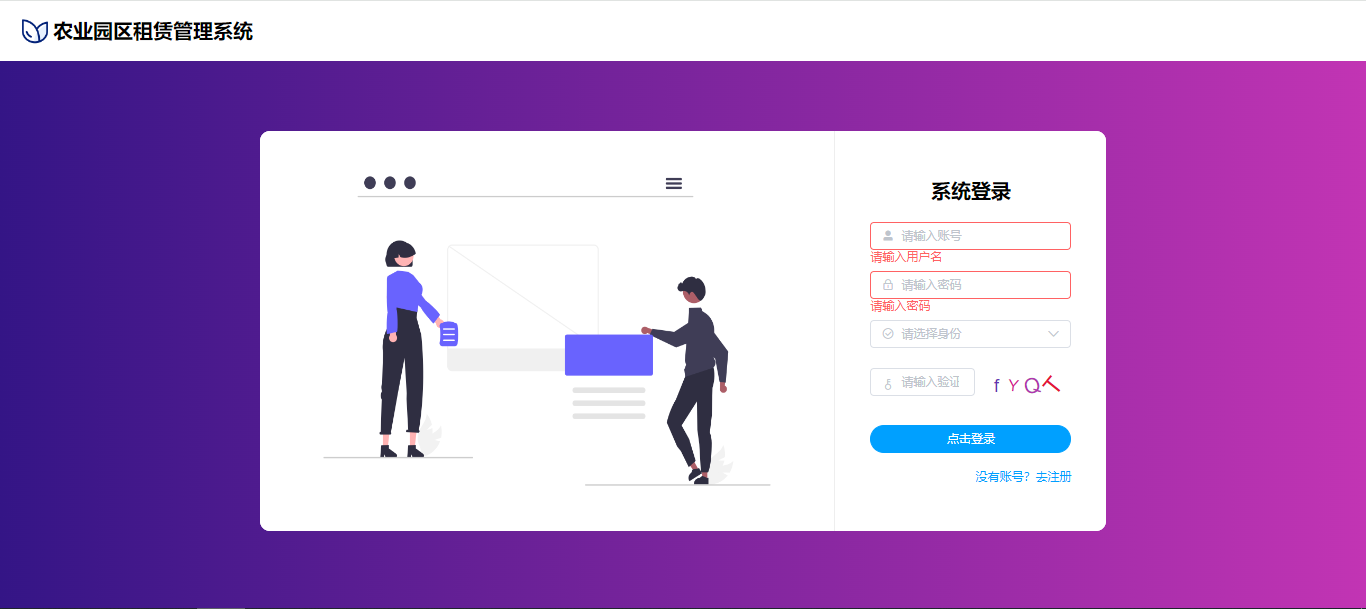 农业园区租赁管理系统
系统登录
请输入账号
请输入用户名
请输入密码
请输入密码
请选择身份
请输入验证
f Y Q
点击登录
没有账号？去注册